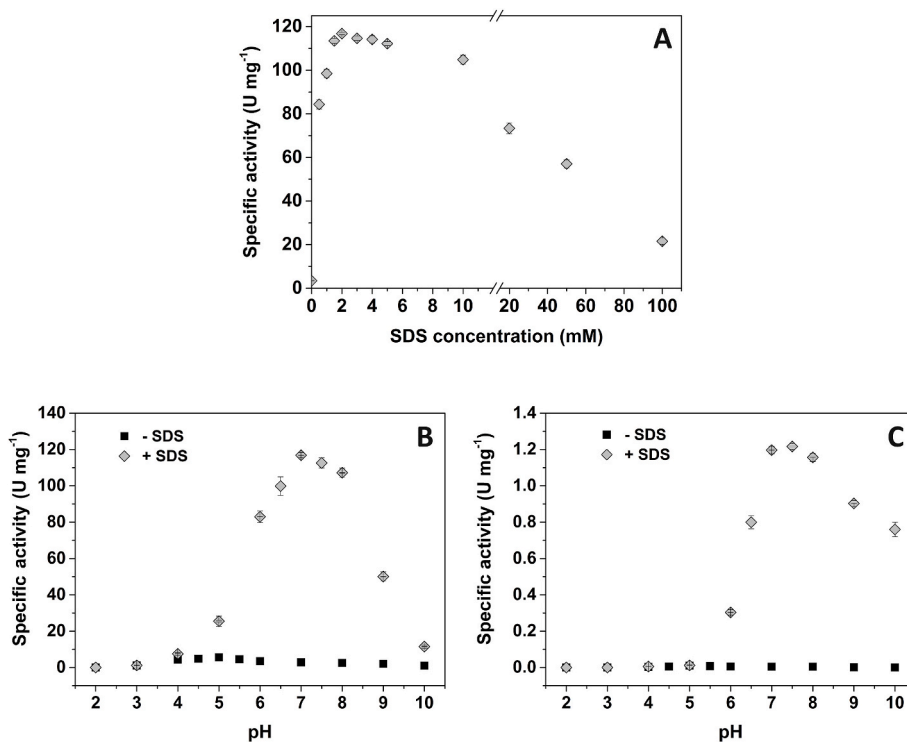 A
Specific activity (U mg⁻¹)
120
100
80
60
40
20
0
0 2 4 6 8 10 20 40 60 80 100
SDS concentration (mM)
B
- SDS
+ SDS
Specific activity (U mg⁻¹)
140
120
100
80
60
40
20
0
2 3 4 5 6 7 8 9 10
pH
C
- SDS
+ SDS
Specific activity (U mg⁻¹)
1.4
1.2
1.0
0.8
0.6
0.4
0.2
0.0
2 3 4 5 6 7 8 9 10
pH